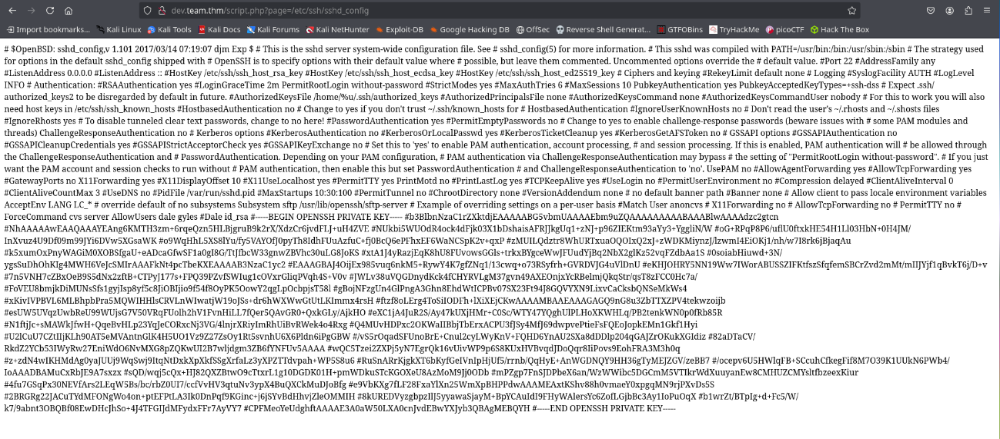 dev.team.thm/script.php?page=/etc/ssh/sshd_config
Import bookmarks... Kali Linux Kali Tools Kali Docs Kali Forums Kali NetHunter Exploit-DB Google Hacking DB OffSec Reverse Shell Generat... GTFOBins TryHackMe picoCTF Hack The Box
# $OpenBSD: sshd_config,v 1.101 2017/03/14 07:19:07 djm Exp $ # This is the sshd server system-wide configuration file. See # sshd_config(5) for more information. # This sshd was compiled with PATH=/usr/bin:/bin:/usr/sbin:/sbin # The strategy used
for options in the default sshd_config shipped with # OpenSSH is to specify options with their default value where # possible, but leave them commented. Uncommented options override the # default value. #Port 22 #AddressFamily any
#ListenAddress 0.0.0.0 #ListenAddress :: #HostKey /etc/ssh/ssh_host_rsa_key #HostKey /etc/ssh/ssh_host_ecdsa_key #HostKey /etc/ssh/ssh_host_ed25519_key # Ciphers and keying #RekeyLimit default none # Logging #SyslogFacility AUTH #LogLevel
INFO # Authentication: #RSAAuthentication yes #LoginGraceTime 2m PermitRootLogin without-password #StrictModes yes #MaxAuthTries 6 #MaxSessions 10 PubkeyAuthentication yes PubkeyAcceptedKeyTypes=+ssh-dss # Expect .ssh/
authorized_keys2 to be disregarded by default in future. #AuthorizedKeysFile /home/%u/.ssh/authorized_keys #AuthorizedPrincipalsFile none #AuthorizedKeysCommand none #AuthorizedKeysCommandUser nobody # For this to work you will also
need host keys in /etc/ssh/ssh_known_hosts #HostbasedAuthentication no # Change to yes if you don't trust ~/.ssh/known_hosts for # HostbasedAuthentication #IgnoreUserKnownHosts no # Don't read the user's ~/.rhosts and ~/.shosts files
#IgnoreRhosts yes # To disable tunneled clear text passwords, change to no here! #PasswordAuthentication yes #PermitEmptyPasswords no # Change to yes to enable challenge-response passwords (beware issues with # some PAM modules and
threads) ChallengeResponseAuthentication no # Kerberos options #KerberosAuthentication no #KerberosOrLocalPasswd yes #KerberosTicketCleanup yes #KerberosGetAFSToken no # GSSAPI options #GSSAPIAuthentication no
#GSSAPICleanupCredentials yes #GSSAPIStrictAcceptorCheck yes #GSSAPIKeyExchange no # Set this to 'yes' to enable PAM authentication, account processing, # and session processing. If this is enabled, PAM authentication will # be allowed through
the ChallengeResponseAuthentication and # PasswordAuthentication. Depending on your PAM configuration, # PAM authentication via ChallengeResponseAuthentication may bypass # the setting of "PermitRootLogin without-password". # If you just
want the PAM account and session checks to run without # PAM authentication, then enable this but set PasswordAuthentication # and ChallengeResponseAuthentication to 'no'. UsePAM no #AllowAgentForwarding yes #AllowTcpForwarding yes
#GatewayPorts no X11Forwarding yes #X11DisplayOffset 10 #X11UseLocalhost yes #PermitTTY yes PrintMotd no #PrintLastLog yes #TCPKeepAlive yes #UseLogin no #PermitUserEnvironment no #Compression delayed #ClientAliveInterval 0
#ClientAliveCountMax 3 #UseDNS no #PidFile /var/run/sshd.pid #MaxStartups 10:30:100 #PermitTunnel no #ChrootDirectory none #VersionAddendum none # no default banner path #Banner none # Allow client to pass locale environment variables
AcceptEnv LANG LC_* # override default of no subsystems Subsystem sftp /usr/lib/openssh/sftp-server # Example of overriding settings on a per-user basis #Match User anoncvs # X11Forwarding no # AllowTcpForwarding no # PermitTTY no #
ForceCommand cvs server AllowUsers dale gyles #Dale id_rsa #-----BEGIN OPENSSH PRIVATE KEY----- #b3BlbnNzaC1rZXktdjEAAAAABG5vbmUAAAAEbm9uZQAAAAAAAAABAAABlwAAAAdzc2gtcn
#NhAAAAAwEAAQAAAYEAng6KMTH3zm+6rqeQzn5HLBjgruB9k2rX/XdzCr6jvdFLJ+uH4ZVE #NUkbi5WUOdR4ock4dFjk03X1bDshaisAFRJJkgUq1+zNJ+p96ZIEKtm93aYy3+YggliN/W #oG+RPqP8P6/uflU0ftxkHE54H1Ll03HbN+0H4JM/
InXvuz4U9Df09m99JYi6DVw5XGsaWK #o9WqHhL5XS8lYu/fy5VAYOfJ0pyTh8IdhFUuAzfuC+fj0BcQ6ePFhxEF6WaNCSpK2v+qxP #zMUILQdztr8WhURTxuaOQOIxQ2xJ+zWDKMiynzJ/lzwmI4EiOKj1/nh/w7I8rk6jBjaqAu
#k5xumOxPnyWAGiM0XOBSfgaU+eADcaGfwSF1a0gI8G/TtJfbcW33gnwZBVhc30uLG8JoKS #xtA1J4yRazjEqK8hU8FUvowsGGls+trkxBYgceWwJFUudYjBq2NbX2gIKz52vqFZdbAa1S #0soiabHiuwd+3N/
ygsSuDhOhKIg4MWH6VeJcSMIrAAAFkNt4pcTbeKXEAAAAB3NzaC1yc2 #EAAAGBAJ4OijEx985vuq6nkM5+RywY4K7gfZNq1/13cwq+o73RSyfrh+GVRDVJG4uVlDnU #eKHJOHRY5NN19Ww7IWorABUSSZIFKtfszSfqfemSBCrZvd2mMt/mIIJYjf1qBvkT6j/D+v
#7n5VNH7cZBxOeB9S5dNx2zftB+CTPyJ177s+FPQ39PZvfSWIug1cOVxrGliqPVqh4S+V0v #JWLv38uVQGDnydKck4fCHYRVLgM37gvn49AXEOnjxYcRBelmjQkqStr/qsT8zFCC0Hc7a/
#FoVEU8bmjkDiMUNsSfs1gyjIsp8yf5c8JiOBIjio9f54f8OyPK5OowY2qgLpOcbpjsT58l #gBojNFzgUn4GlPngA3Ghn8EhdWtICPBv07SX23Ft94J8GQVYXN9LixvCaCksbQNSeMkWs4
#xKivIVPBVL6MLBhpbPra5MQWIHHlsCRVLnWIwatjW19oJSs+dr6hWXWwGtUtLKImmx4rsH #ftzf8oLErg4ToSiIODFh+lXiXEjCKwAAAAMBAAEAAAGAGQ9nG8u3ZbTTXZPV4tekwzoijb
#esUW5UVqzUwbReU99WUjsG7V50VRqFUolh2hV1FvnHiLL7fQer5QAvGR0+QxkGLy/AjkHO #eXC1jA4JuR2S/Ay47kUXjHMr+C0Sc/WTY47YQghUlPLHoXKWHLq/PB2tenkWN0p0fRb85R
#N1ftjJc+sMAWkJfwH+QqeBvHLp23YqJeCORxcNj3VG/4lnjrXRiyImRhUiBvRWek4o4Rxg #Q4MUvHDPxc2OKWaIIBbjTbErxACPU3fJSy4MfJ69dwpvePtieFsFQEoJopkEMn1Gkf1Hyi
#U2lCuU7CZtIIjKLh90AT5eMVAntnGlK4H5UO1Vz9Z27ZsOy1Rt5svnhU6X6Pldn6iPgGBW #/vS5rOqadSFUnoBrE+Cnul2cyLWyKnV+FQHD6YnAU2SXa8dDDlp204qGAJZrOKukXGIdiz #82aDTaCV/
RkdZ2YCb53IWyRw27EniWdO6NvMXG8pZQKwUI2B7wljdgm3ZB6fYNFUv5AAAA #wQC5Tzei2ZXPj5yN7EgrQk16vUivWP9p6S8KUxHVBvqdJDoQqr8IiPovs9EohFRA3M3h0q
#z+zdN4wIKHMdAg0yaJUUj9WqSwj9ItqNtDxkXpXkfSSgXrfaLz3yXPZTTdvpah+WP5S8u6 #RuSnARrKjgkXT6bKyfGeIVnIpHjUf5/rrnb/QqHyE+AnWGDNQY9HH36gTyMEJZGV/zeBB7 #/ocepv6U5HWlqFB+SCcuhCfkegFif8M7O39K1UUkN6PWb4/
IoAAADBAMuCxRbJE9A7sxzx #sQD/wqj5cQx+HJ82QXZBtwO9cTtxrL1g10DGDK01H+pmWDkuSTcKGOXeU8AzMoM9Jj0ODb #mPZgp7FnSJDPbeX6an/WzWWibc5DGCmM5VTIkrWdXuuyanEw8CMHUZCMYsltfbzeexKiur
#4fu7GSqPx30NEVfArs2LEqW5Bs/bc/rbZ0UI7/ccfVvHV3qtuNv3ypX4BuQXCkMuDJoBfg #e9VbKXg7fLF28FxaYlXn25WmXpBHPPdwAAAMEAxtKShv88h0vmaeY0xpgqMN9rjPXvDs5S
#2BRGRg22JACuTYdMFONgWo4on+ptEFPtLA3Ik0DnPqf9KGinc+j6jSYvBdHhvjZleOMMIH #8kUREDVyzgbpzIlJ5yyawaSjayM+BpYCAuIdI9FHyWAlersYc6ZofLGjbBc3Ay1IoPuOqX #b1wrZt/BTpIg+d+Fc5/W/
k7/9abnt3OBQBf08EwDHcJhSo+4J4TFGIJdMFydxFFr7AyVY7 #CPFMeoYeUdghftAAAAE3A0aW50LXA0cnJvdEBwYXJyb3QBAgMEBQYH #-----END OPENSSH PRIVATE KEY-----